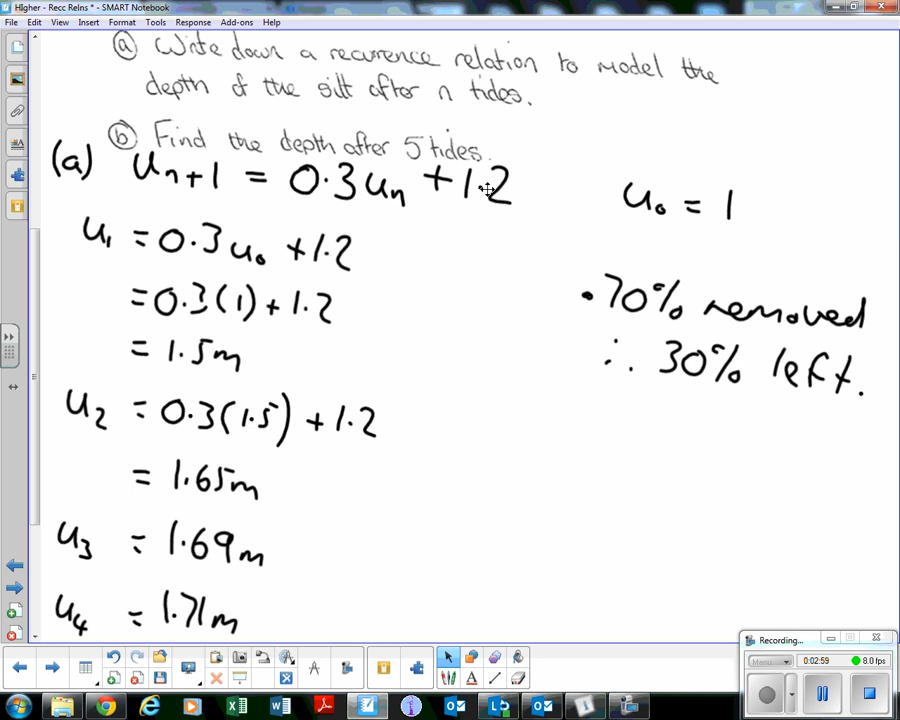 Higher - Recc Relns * - SMART Notebook
File Edit View Insert Format Tools Response Add-ons Help
ⓐ Write down a recurrence relation to model the
depth of the silt after n tides.
ⓑ Find the depth after 5 tides.
(a) Uₙ₊₁ = 0.3Uₙ + 1.2
U₀ = 1
U₁ = 0.3U₀ + 1.2
= 0.3(1) + 1.2
= 1.5m
• 70% removed
∴ 30% left.
U₂ = 0.3(1.5) + 1.2
= 1.65m
U₃ = 1.69m
U₄ = 1.71m
Recording...
Menu 0:02:59 8.0 fps